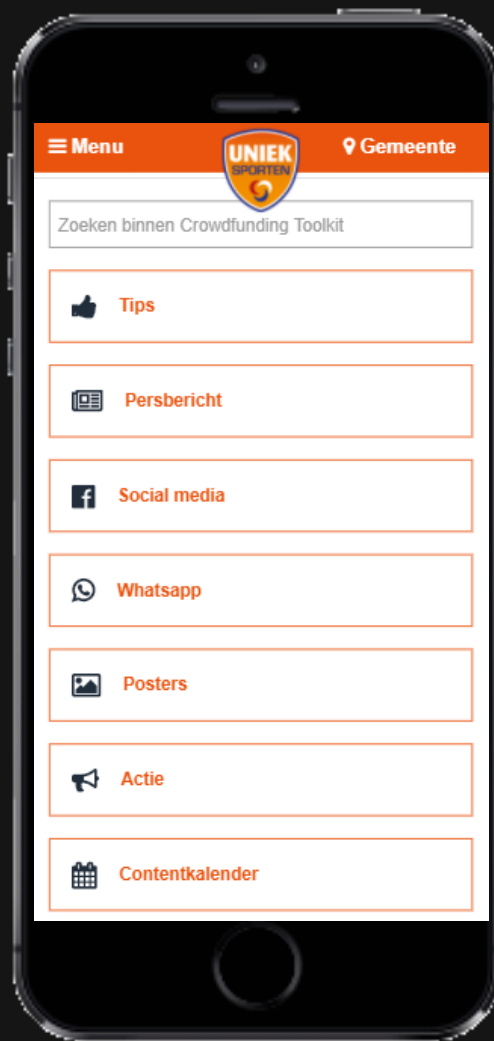 Menu
UNIEK
SPORTEN
Gemeente
Zoeken binnen Crowdfunding Toolkit
Tips
Persbericht
Social media
Whatsapp
Posters
Actie
Contentkalender